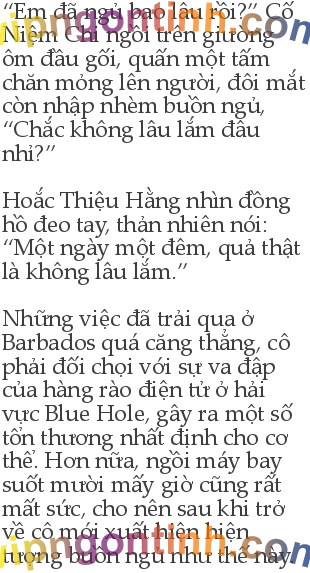 “Em đã ngủ bao lâu rồi?” Cố
Niệm Chi ngồi trên giường
ôm đầu gối, quấn một tấm
chăn mỏng lên người, đôi mắt
còn nhập nhèm buồn ngủ,
“Chắc không lâu lắm đâu
nhỉ?”
Hoắc Thiệu Hằng nhìn đồng
hồ đeo tay, thản nhiên nói:
“Một ngày một đêm, quả thật
là không lâu lắm.”
Những việc đã trải qua ở
Barbados quá căng thẳng, cô
phải đối chọi với sự va đập
của hàng rào điện tử ở hải
vực Blue Hole, gây ra một số
tổn thương nhất định cho cơ
thể. Hơn nữa, ngồi máy bay
suốt mười mấy giờ cũng rất
mất sức, cho nên sau khi trở
về cô mới xuất hiện hiện
tượng buồn ngủ như thế này.